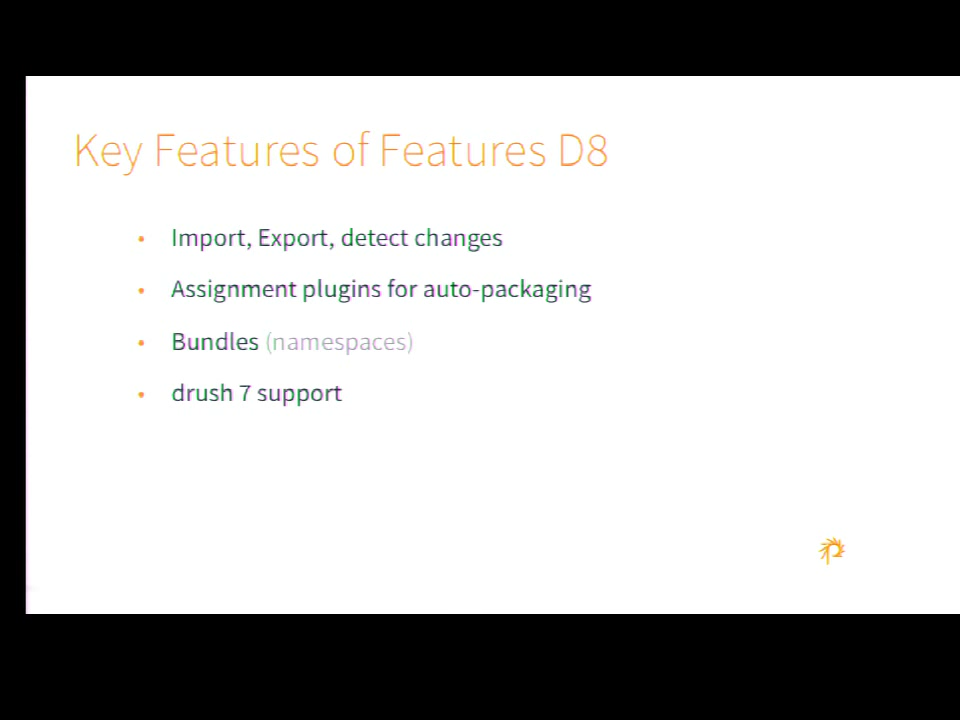 Key Features of Features D8
• Import, Export, detect changes
• Assignment plugins for auto-packaging
• Bundles (namespaces)
• drush 7 support